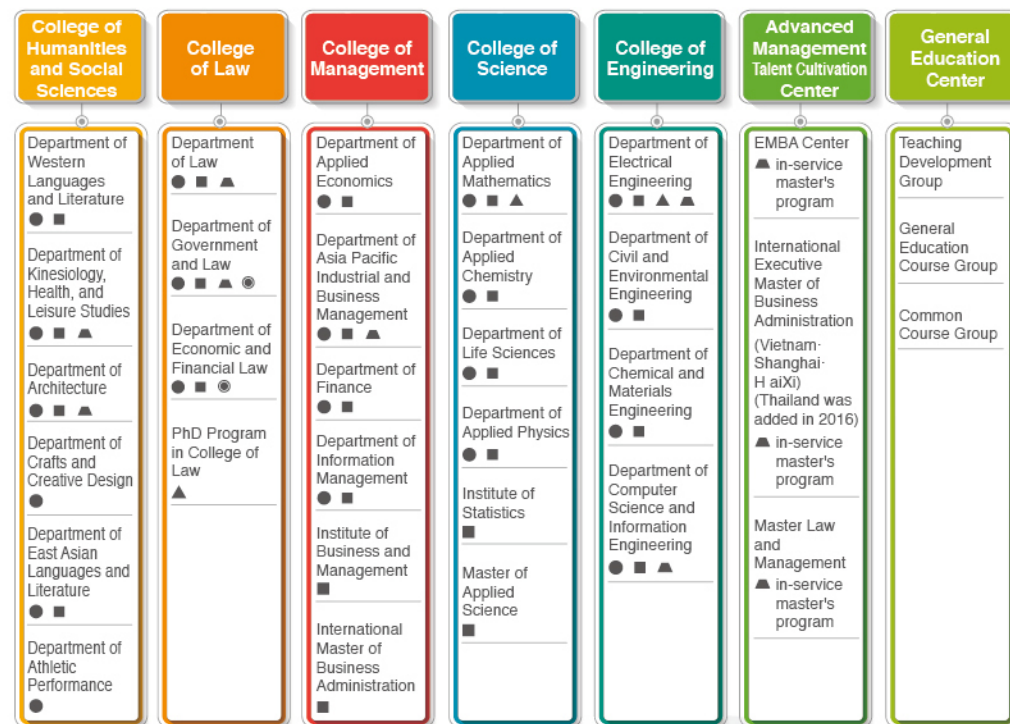 College of
Humanities
and Social
Sciences
Department of
Western
Languages
and Literature
Department of
Kinesiology,
Health, and
Leisure Studies
Department of
Architecture
Department of
Crafts and
Creative Design
Department of
East Asian
Languages and
Literature
Department of
Athletic
Performance
College
of Law
Department
of Law
Department of
Government
and Law
Department of
Economic and
Financial Law
PhD Program
in College of
Law
College of
Management
Department of
Applied
Economics
Department of
Asia Pacific
Industrial and
Business
Management
Department of
Finance
Department of
Information
Management
Institute of
Business and
Management
International
Master of
Business
Administration
College of
Science
Department of
Applied
Mathematics
Department of
Applied
Chemistry
Department of
Life Sciences
Department of
Applied Physics
Institute of
Statistics
Master of
Applied
Science
College of
Engineering
Department of
Electrical
Engineering
Department of
Civil and
Environmental
Engineering
Department of
Chemical and
Materials
Engineering
Department of
Computer
Science and
Information
Engineering
Advanced
Management
Talent Cultivation
Center
EMBA Center
in-service
master's
program
International
Executive
Master of
Business
Administration
(Vietnam·
Shanghai·
H aiXi)
(Thailand was
added in 2016)
in-service
master's
program
Master Law
and
Management
in-service
master's
program
General
Education
Center
Teaching
Development
Group
General
Education
Course Group
Common
Course Group